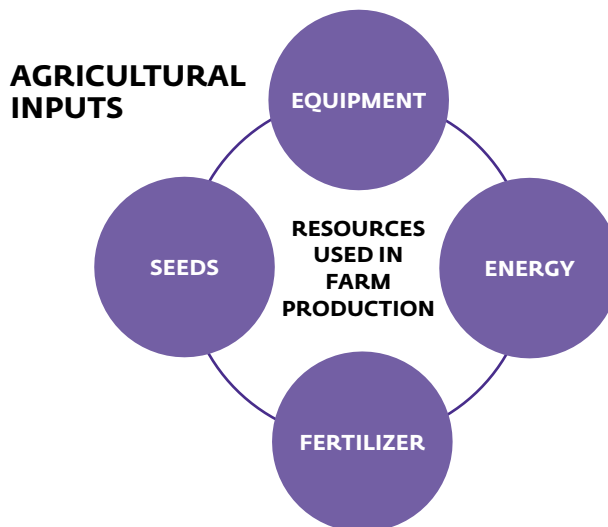 AGRICULTURAL
INPUTS
EQUIPMENT
SEEDS
RESOURCES
USED IN
FARM
PRODUCTION
ENERGY
FERTILIZER